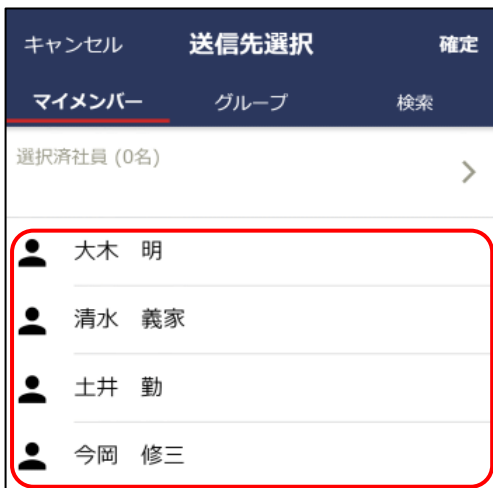 キャンセル 送信先選択 確定
マイメンバー グループ 検索
選択済社員 (0名)
大木　明
清水　義家
土井　勤
今岡　修三